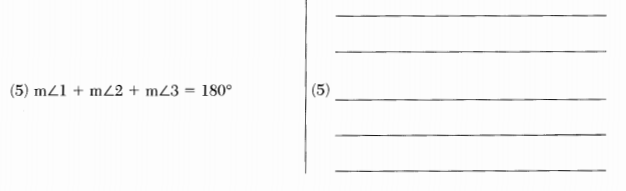 (5) m∠1 + m∠2 + m∠3 = 180° (5)